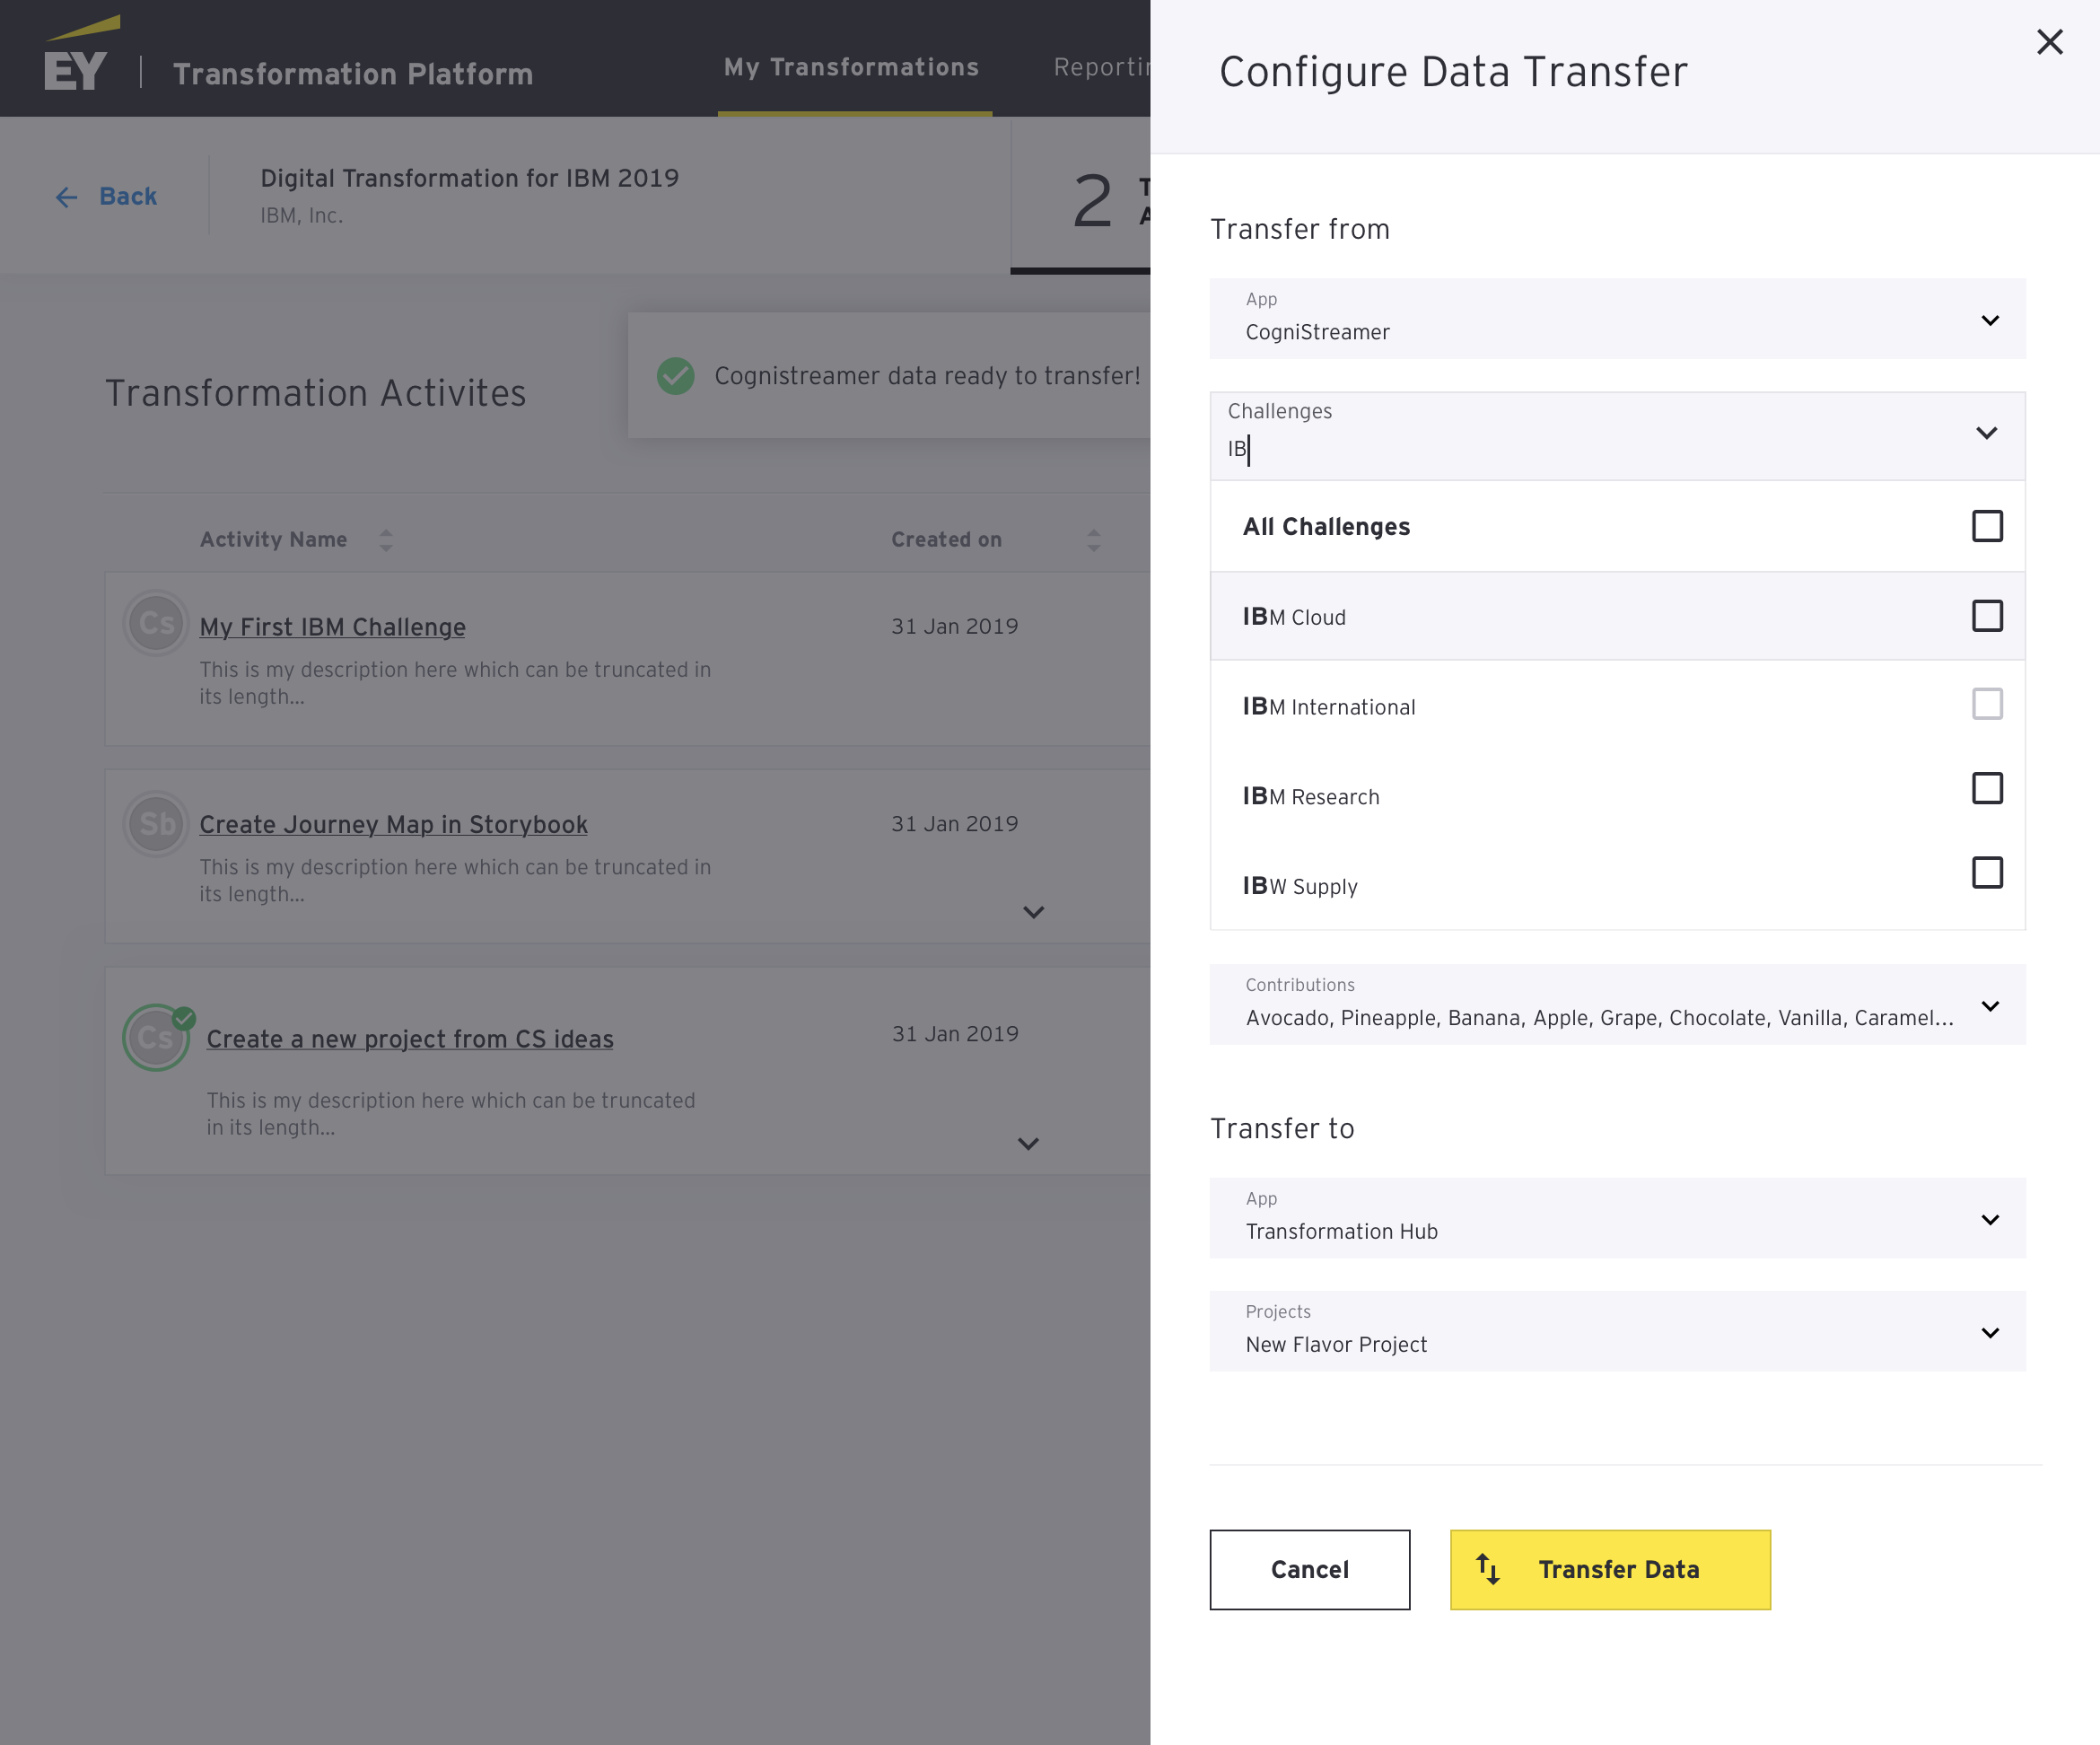 EY
Transformation Platform
My Transformations
Reportin
Back
Digital Transformation for IBM 2019
IBM, Inc.
2
T
A
Transformation Activites
Cognistreamer data ready to transfer!
Activity Name
Created on
Cs
My First IBM Challenge
31 Jan 2019
This is my description here which can be truncated in
its length...
Sb
Create Journey Map in Storybook
31 Jan 2019
This is my description here which can be truncated in
its length...
Cs
Create a new project from CS ideas
31 Jan 2019
This is my description here which can be truncated
in its length...
Configure Data Transfer
Transfer from
App
CogniStreamer
Challenges
IB
All Challenges
IBM Cloud
IBM International
IBM Research
IBW Supply
Contributions
Avocado, Pineapple, Banana, Apple, Grape, Chocolate, Vanilla, Caramel...
Transfer to
App
Transformation Hub
Projects
New Flavor Project
Cancel
Transfer Data